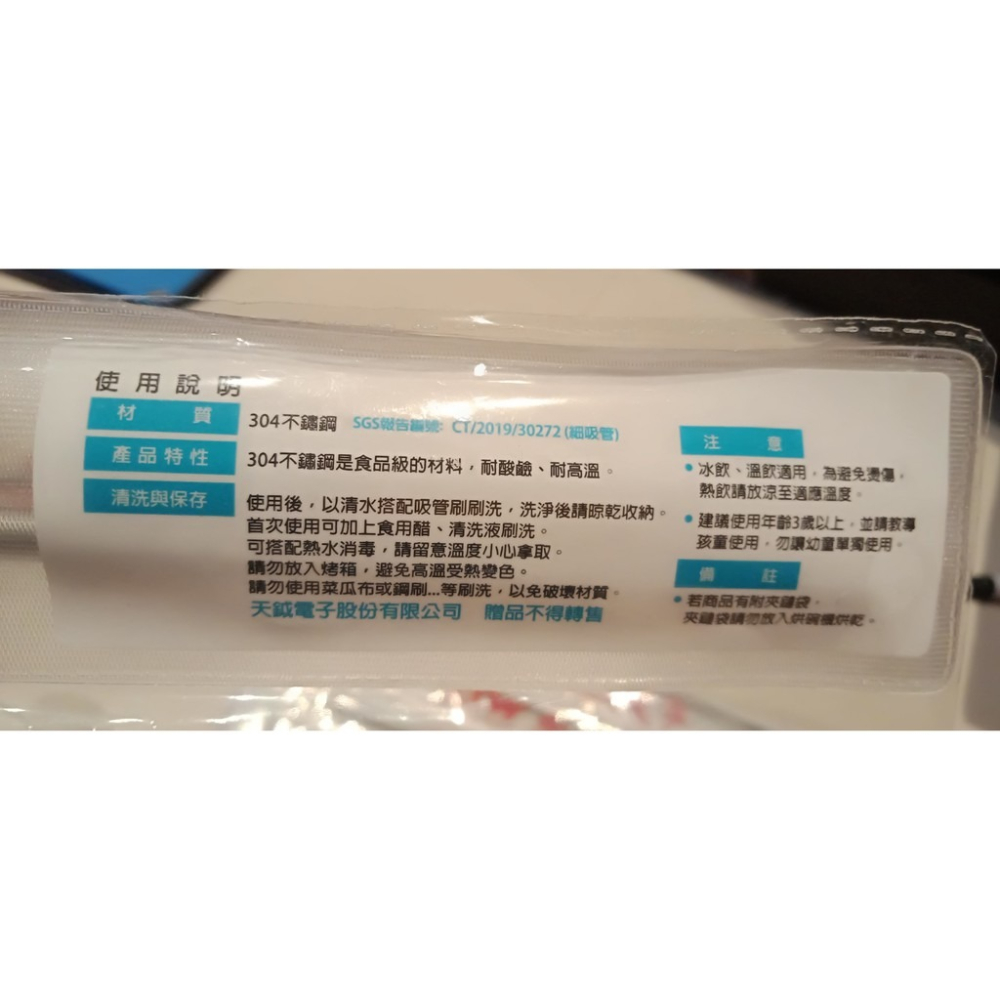 使用說明
材質
304不鏽鋼 SGS報告編號: CT/2019/30272 (細吸管)
產品特性
304不鏽鋼是食品級的材料，耐酸鹼、耐高溫。
清洗與保存
使用後，以清水搭配吸管刷刷洗，洗淨後請晾乾收納。
首次使用可加上食用醋、清洗液刷洗。
可搭配熱水消毒，請留意溫度小心拿取。
請勿放入烤箱，避免高溫受熱變色。
請勿使用菜瓜布或鋼刷...等刷洗，以免破壞材質。
天鉞電子股份有限公司 贈品不得轉售
注意
• 冰飲、溫飲適用，為避免燙傷，
熱飲請放涼至適應溫度。
• 建議使用年齡3歲以上，並請教導
孩童使用，勿讓幼童單獨使用。
備註
• 若商品有附夾鏈袋，
夾鏈袋請勿放入烘碗機烘乾。